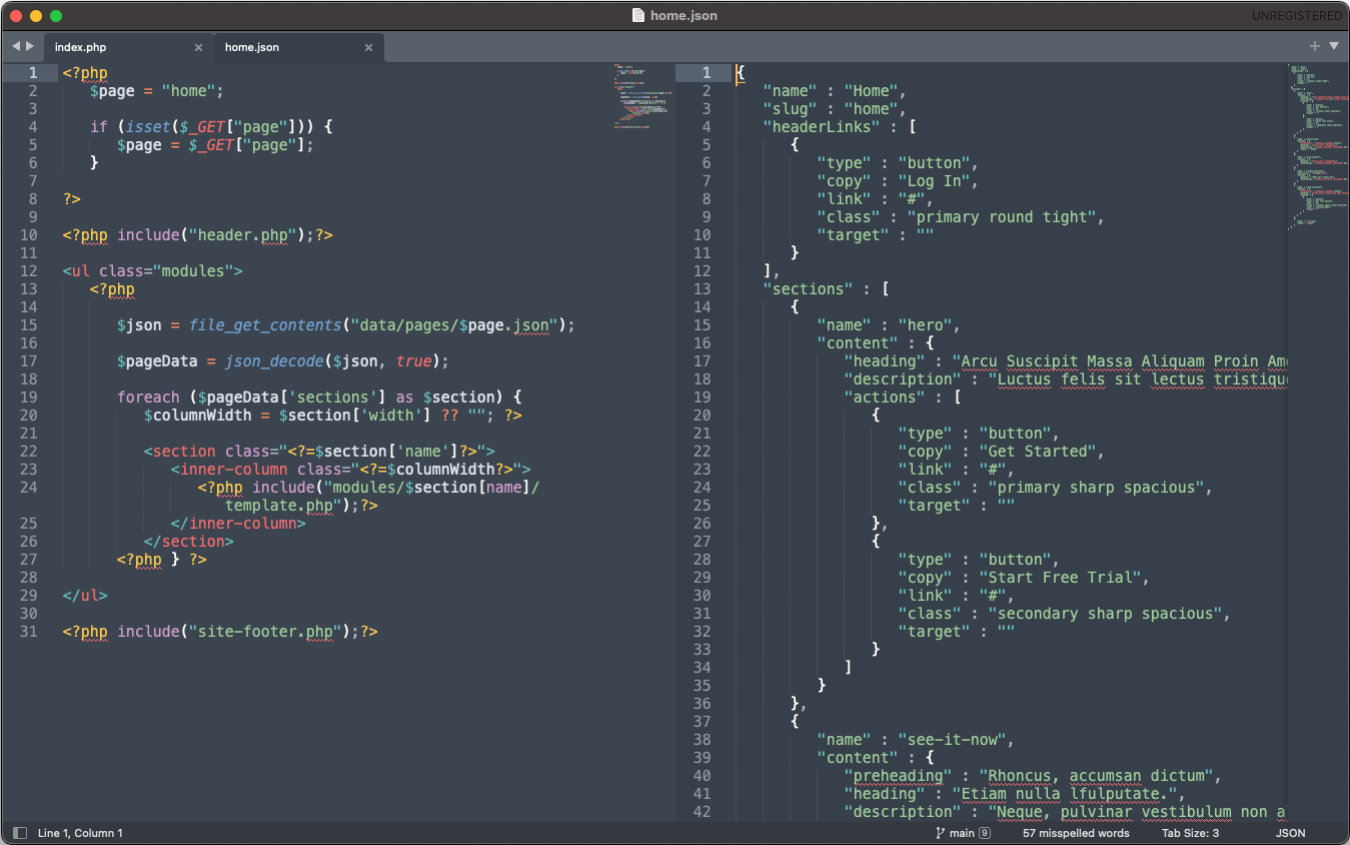 home.json
UNREGISTERED
index.php
home.json
1 <?php
2 $page = "home";
3
4 if (isset($_GET["page"])) {
5 $page = $_GET["page"];
6 }
7
8 ?>
9
10 <?php include("header.php");?>
11
12 <ul class="modules">
13 <?php
14
15 $json = file_get_contents("data/pages/$page.json");
16
17 $pageData = json_decode($json, true);
18
19 foreach ($pageData['sections'] as $section) {
20 $columnWidth = $section['width'] ?? ""; ?>
21
22 <section class="<?=$section['name']?>">
23 <inner-column class="<?=$columnWidth?>">
24 <?php include("modules/$section[name]/
template.php");?>
25 </inner-column>
26 </section>
27 <?php } ?>
28
29 </ul>
30
31 <?php include("site-footer.php");?>
1 {
2 "name" : "Home",
3 "slug" : "home",
4 "headerLinks" : [
5 {
6 "type" : "button",
7 "copy" : "Log In",
8 "link" : "#",
9 "class" : "primary round tight",
10 "target" : ""
11 }
12 ],
13 "sections" : [
14 {
15 "name" : "hero",
16 "content" : {
17 "heading" : "Arcu Suscipit Massa Aliquam Proin Am
18 "description" : "Luctus felis sit lectus tristiqu
19 "actions" : [
20 {
21 "type" : "button",
22 "copy" : "Get Started",
23 "link" : "#",
24 "class" : "primary sharp spacious",
25 "target" : ""
26 },
27 {
28 "type" : "button",
29 "copy" : "Start Free Trial",
30 "link" : "#",
31 "class" : "secondary sharp spacious",
32 "target" : ""
33 }
34 ]
35 }
36 },
37 {
38 "name" : "see-it-now",
39 "content" : {
40 "preheading" : "Rhoncus, accumsan dictum",
41 "heading" : "Etiam nulla lfulputate.",
42 "description" : "Neque, pulvinar vestibulum non a
Line 1, Column 1
main 9
57 misspelled words
Tab Size: 3
JSON